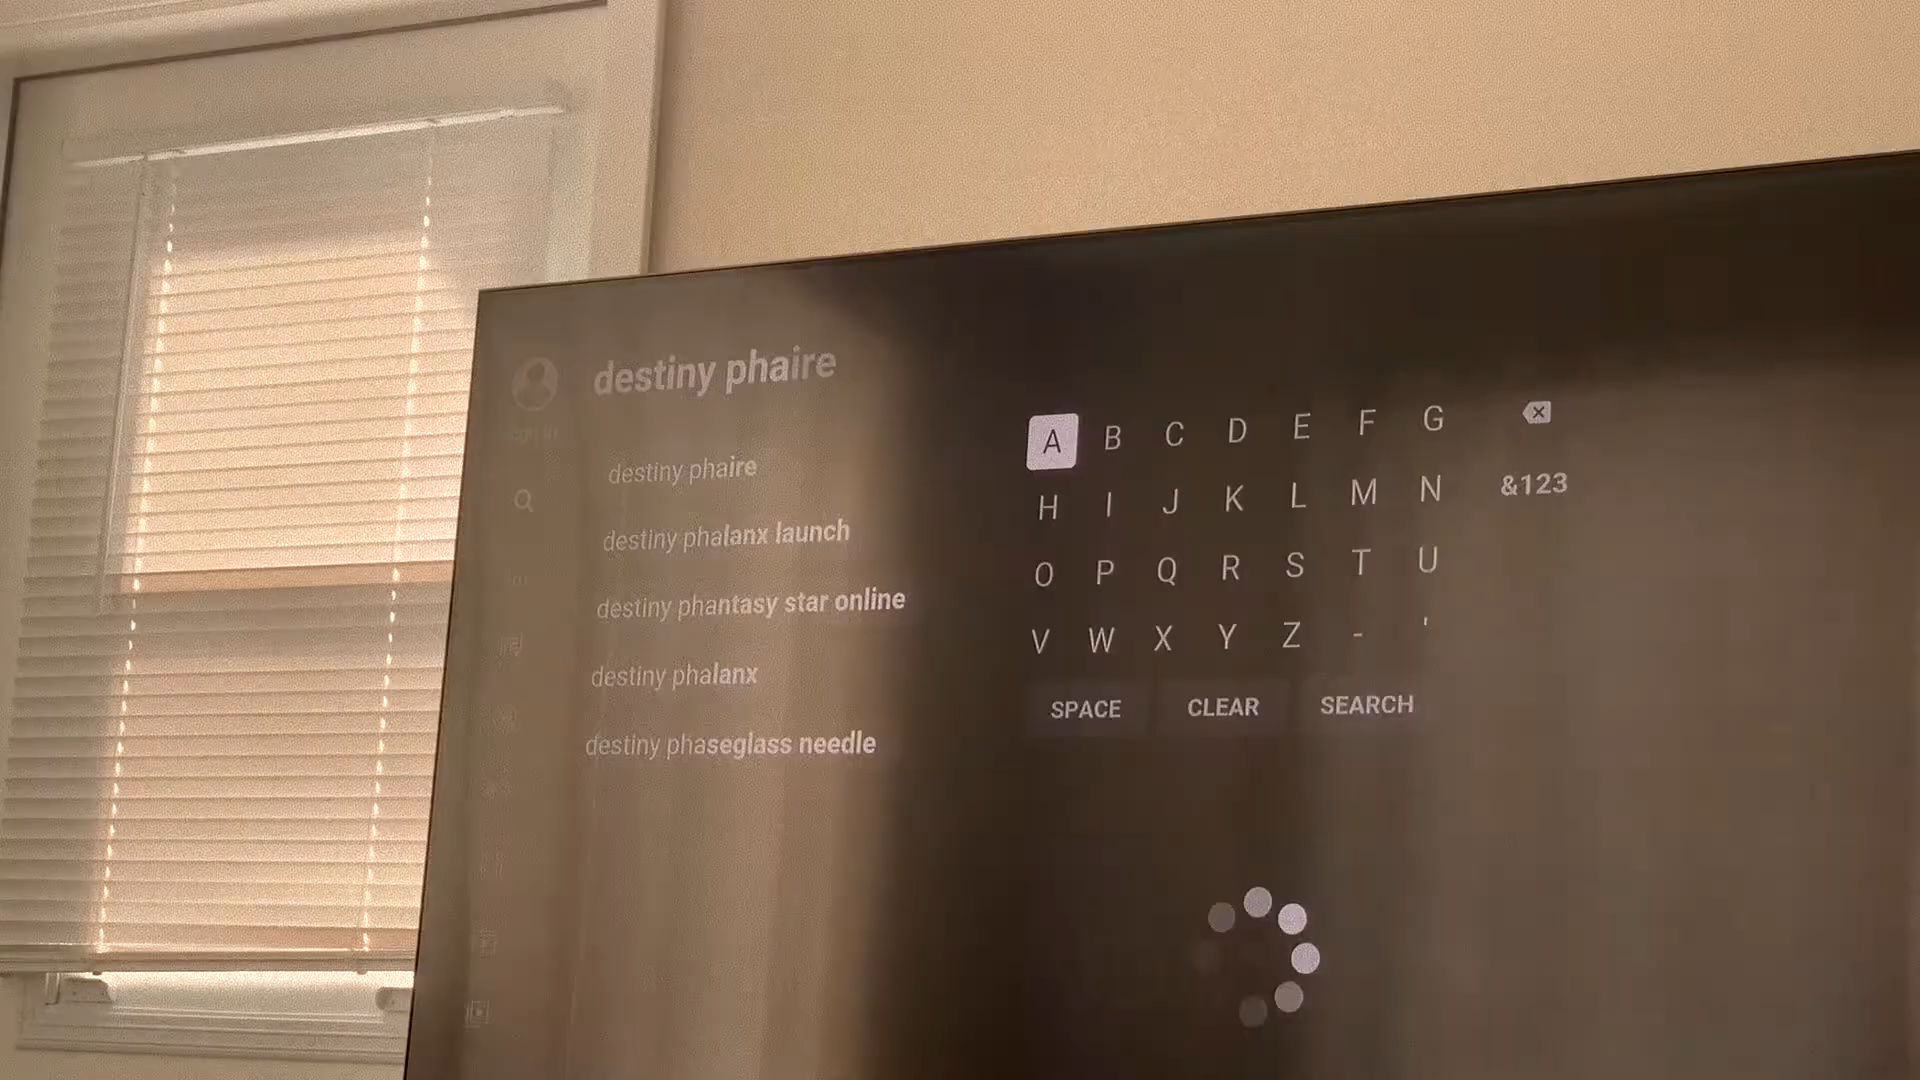 destiny phaire
destiny phaire
destiny phalanx launch
destiny phantasy star online
destiny phalanx
destiny phaseglass needle
A B C D E F G
H I J K L M N &123
O P Q R S T U
V W X Y Z - '
SPACE CLEAR SEARCH